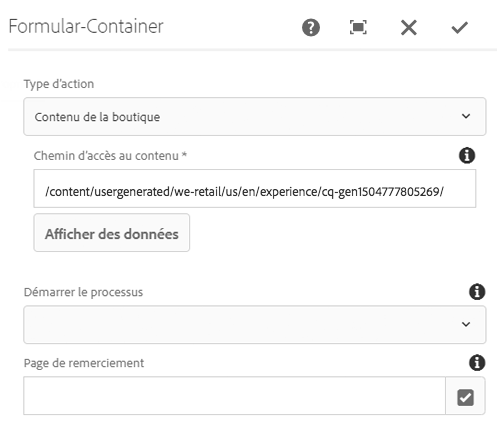 Formular-Container
Type d'action
Contenu de la boutique
Chemin d'accès au contenu *
/content/usergenerated/we-retail/us/en/experience/cq-gen1504777805269/
Afficher des données
Démarrer le processus
Page de remerciement